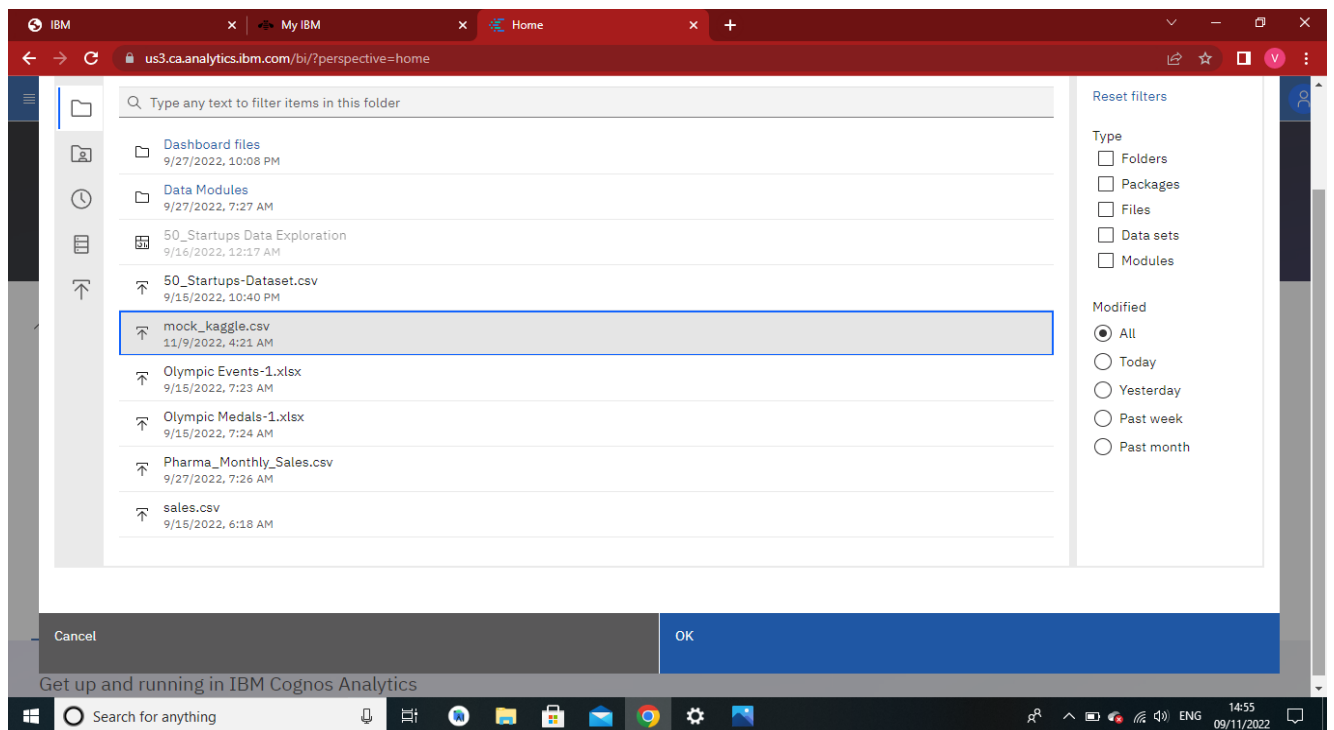 IBM
My IBM
Home
us3.ca.analytics.ibm.com/bi/?perspective=home
V
Type any text to filter items in this folder
Dashboard files
9/27/2022, 10:08 PM
Data Modules
9/27/2022, 7:27 AM
50_Startups Data Exploration
9/16/2022, 12:17 AM
50_Startups-Dataset.csv
9/15/2022, 10:40 PM
mock_kaggle.csv
11/9/2022, 4:21 AM
Olympic Events-1.xlsx
9/15/2022, 7:23 AM
Olympic Medals-1.xlsx
9/15/2022, 7:24 AM
Pharma_Monthly_Sales.csv
9/27/2022, 7:26 AM
sales.csv
9/15/2022, 6:18 AM
Reset filters
Type
Folders
Packages
Files
Data sets
Modules
Modified
All
Today
Yesterday
Past week
Past month
Cancel
OK
Get up and running in IBM Cognos Analytics
Search for anything
ENG
14:55
09/11/2022